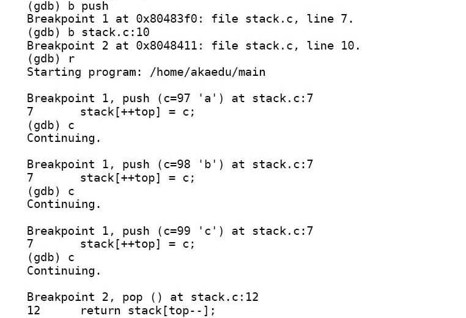 (gdb) b push
Breakpoint 1 at 0x80483f0: file stack.c, line 7.
(gdb) b stack.c:10
Breakpoint 2 at 0x8048411: file stack.c, line 10.
(gdb) r
Starting program: /home/akaedu/main
Breakpoint 1, push (c=97 'a') at stack.c:7
7       stack[++top] = c;
(gdb) c
Continuing.
Breakpoint 1, push (c=98 'b') at stack.c:7
7       stack[++top] = c;
(gdb) c
Continuing.
Breakpoint 1, push (c=99 'c') at stack.c:7
7       stack[++top] = c;
(gdb) c
Continuing.
Breakpoint 2, pop () at stack.c:12
12      return stack[top--];